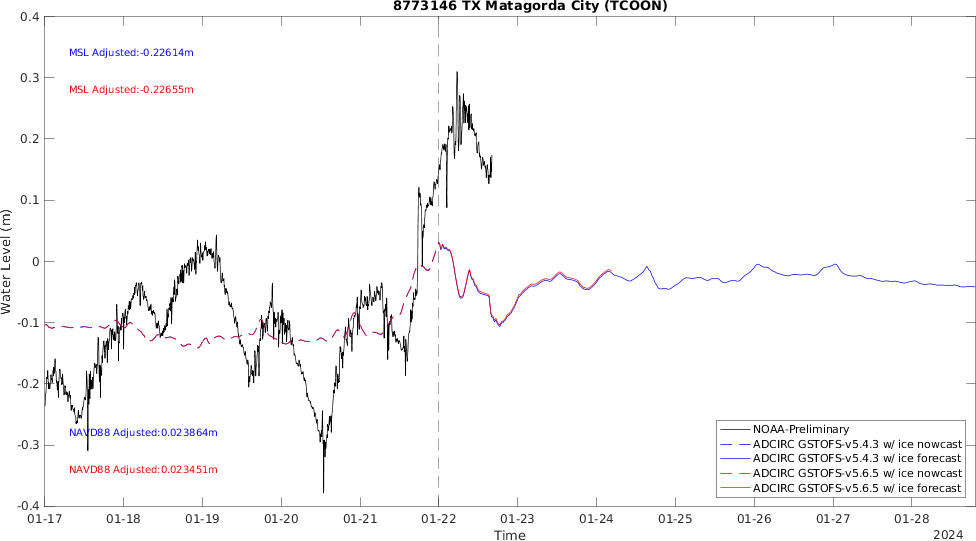 8773146 TX Matagorda City (TCOON)
0.4
0.3
0.2
0.1
0
-0.1
-0.2
-0.3
-0.4
Water Level (m)
MSL Adjusted:-0.22614m
MSL Adjusted:-0.22655m
NAVD88 Adjusted:0.023864m
NAVD88 Adjusted:0.023451m
NOAA-Preliminary
ADCIRC GSTOFS-v5.4.3 w/ ice nowcast
ADCIRC GSTOFS-v5.4.3 w/ ice forecast
ADCIRC GSTOFS-v5.6.5 w/ ice nowcast
ADCIRC GSTOFS-v5.6.5 w/ ice forecast
01-17 01-18 01-19 01-20 01-21 01-22 01-23 01-24 01-25 01-26 01-27 01-28
Time
2024